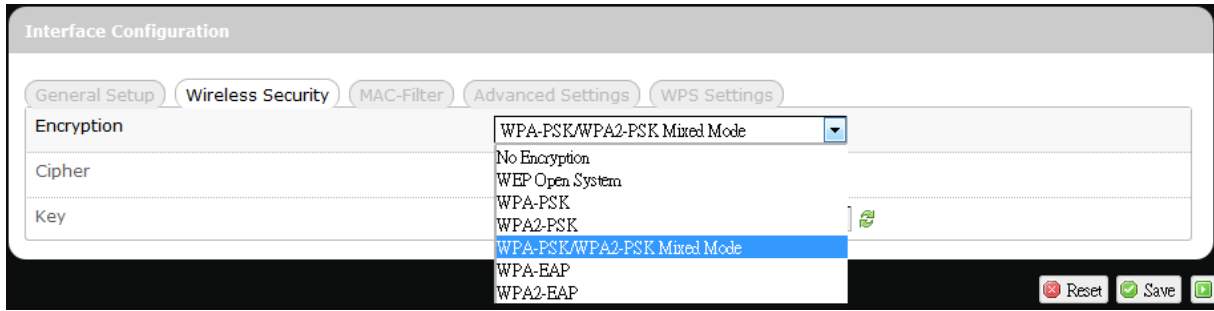 Interface Configuration
General Setup Wireless Security MAC-Filter Advanced Settings WPS Settings
Encryption WPA-PSK/WPA2-PSK Mixed Mode
No Encryption
Cipher
WEP Open System
WPA-PSK
Key
WPA2-PSK
WPA-PSK/WPA2-PSK Mixed Mode
WPA-EAP
WPA2-EAP
Reset Save